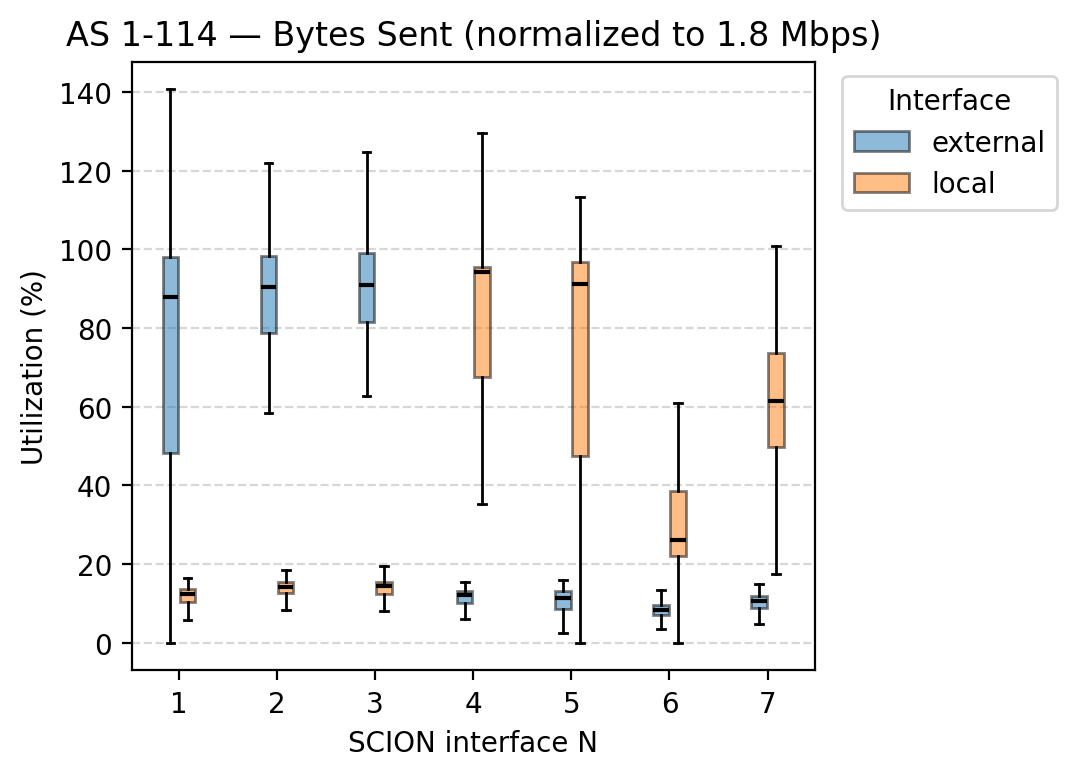 AS 1-114 — Bytes Sent (normalized to 1.8 Mbps)
Interface
external
local
Utilization (%)
140
120
100
80
60
40
20
0
1 2 3 4 5 6 7
SCION interface N